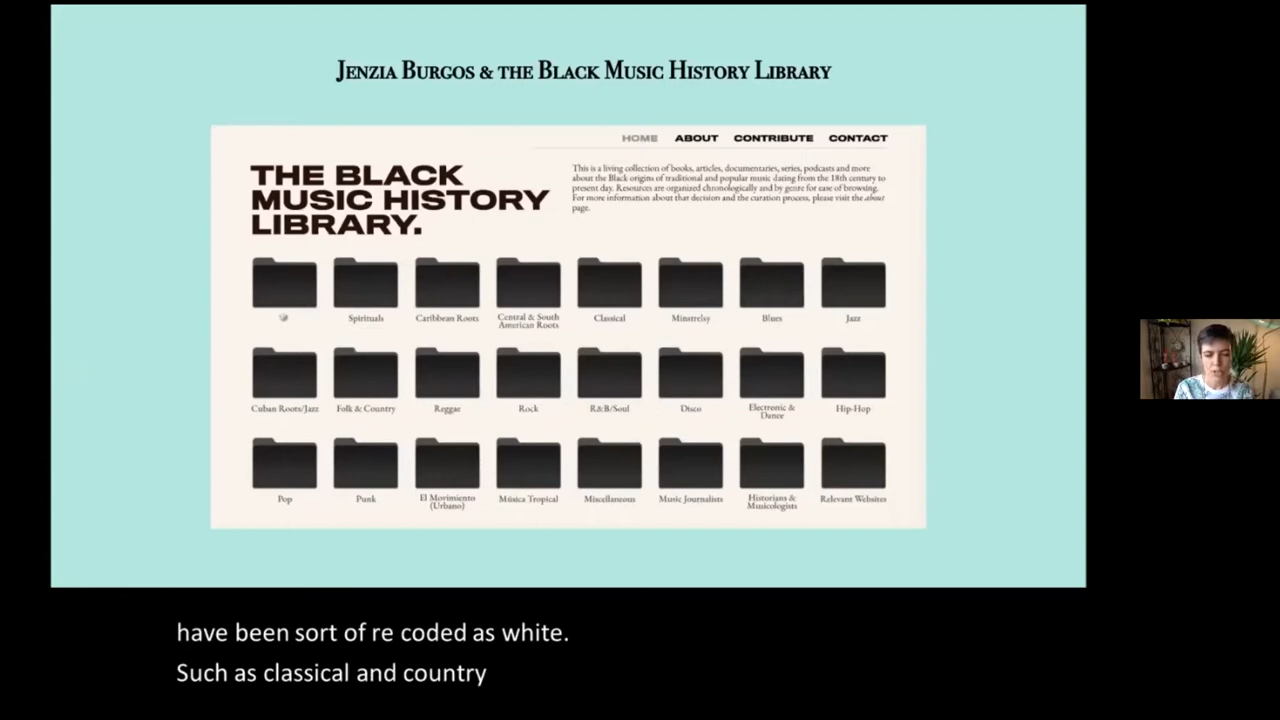 Jenzia Burgos & the Black Music History Library
HOME ABOUT CONTRIBUTE CONTACT
THE BLACK
MUSIC HISTORY
LIBRARY.
This is a living collection of books, articles, documentaries, series, podcasts and more
about the Black origins of traditional and popular music dating from the 18th century to
present day. Resources are organized chronologically and by genre for ease of browsing.
For more information about that decision and the curation process, please visit the about
page.
Spirituals
Caribbean Roots
Central & South
American Roots
Classical
Minstrelsy
Blues
Jazz
Cuban Roots/Jazz
Folk & Country
Reggae
Rock
R&B/Soul
Disco
Electronic &
Dance
Hip-Hop
Pop
Punk
El Movimiento
(Urbano)
Música Tropical
Miscellaneous
Music Journalists
Historians &
Musicologists
Relevant Websites
have been sort of re coded as white.
Such as classical and country